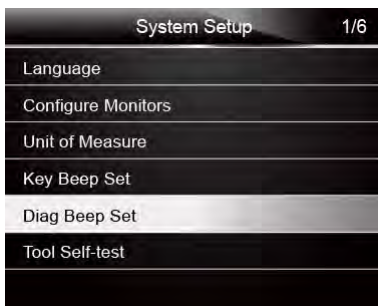 System Setup 1/6
Language
Configure Monitors
Unit of Measure
Key Beep Set
Diag Beep Set
Tool Self-test